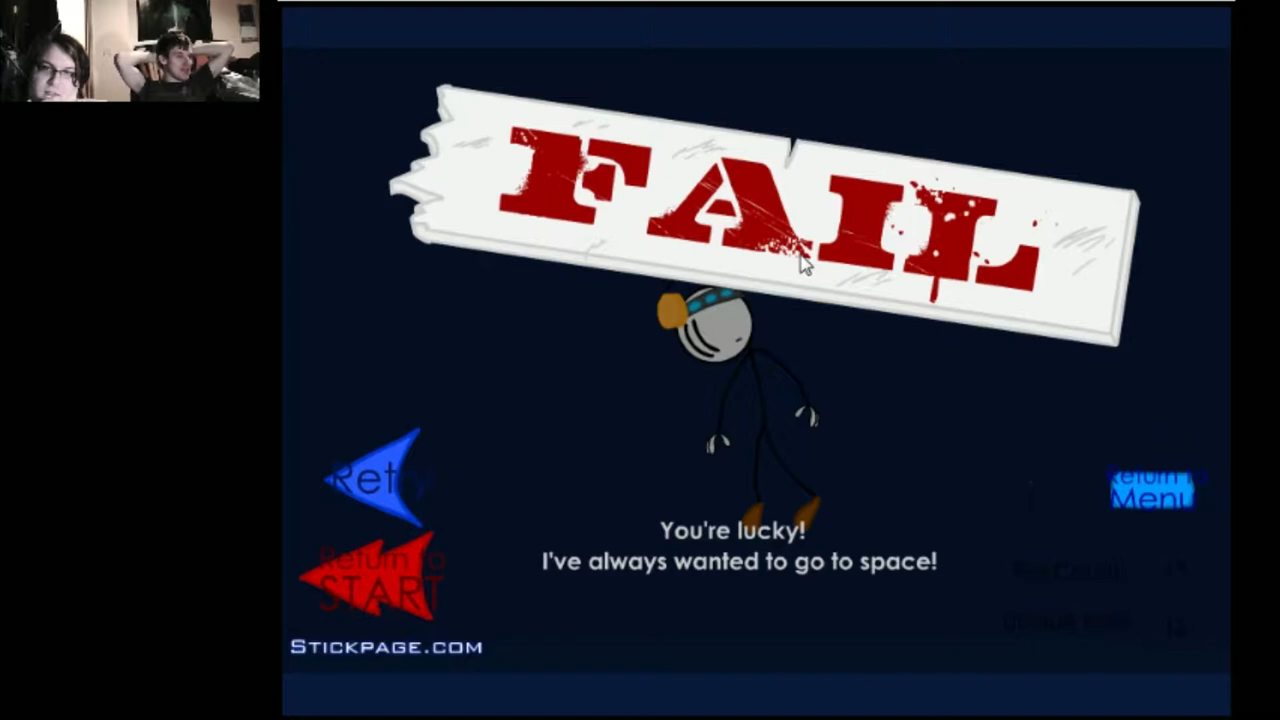 FAIL
Retry
Return to
Menu
You're lucky!
I've always wanted to go to space!
Return to
START
STICKPAGE.COM